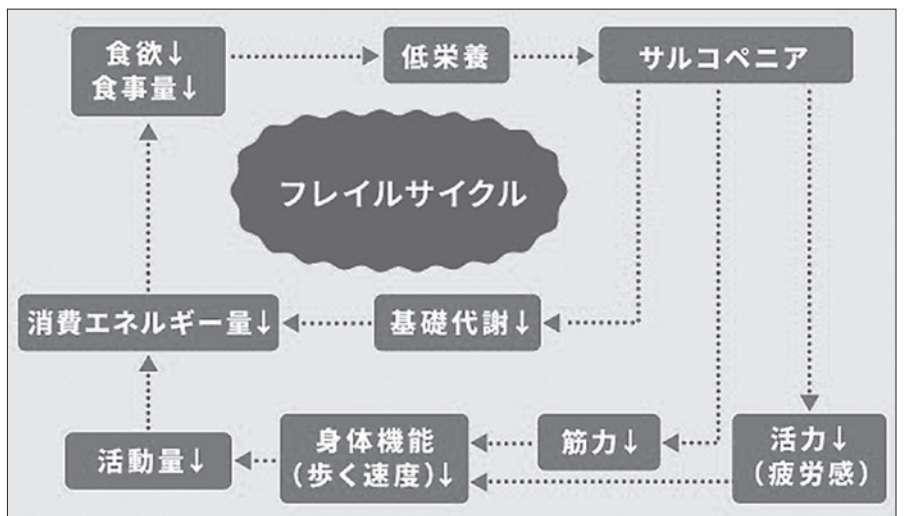 食欲↓
食事量↓
低栄養
サルコペニア
フレイルサイクル
消費エネルギー量↓
基礎代謝↓
活動量↓
身体機能
(歩く速度)↓
筋力↓
活力↓
(疲労感)